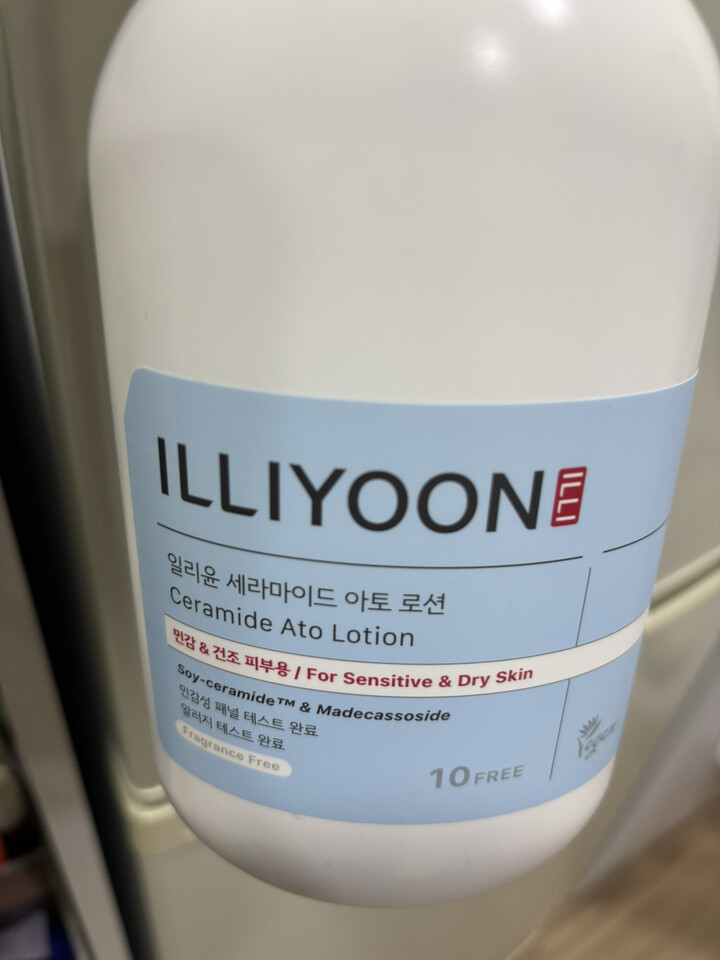 ILLIYOON ILLI
일리윤 세라마이드 아토 로션
Ceramide Ato Lotion
민감 & 건조 피부용 / For Sensitive & Dry Skin
Soy-ceramide™ & Madecassoside
민감성 패널 테스트 완료
알러지 테스트 완료
Fragrance Free
10 FREE
Vegan